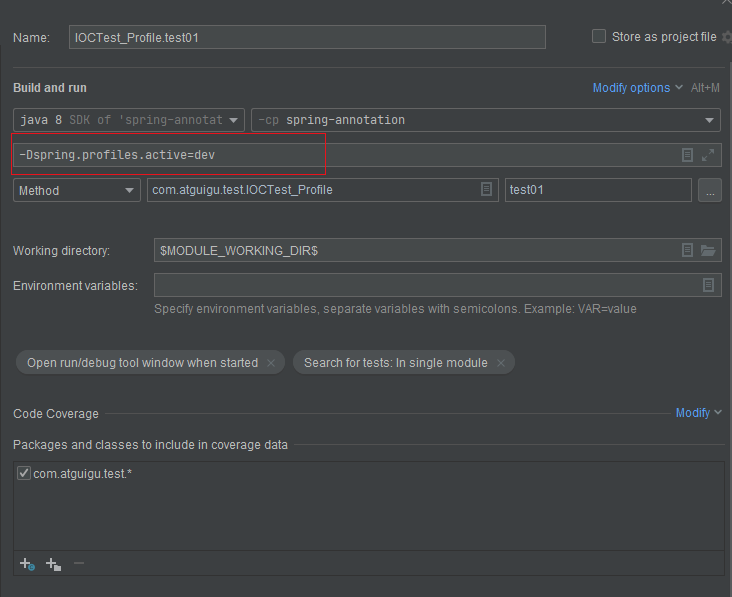 Name: IOCTest_Profile.test01 Store as project file
Build and run Modify options Alt+M
java 8 SDK of 'spring-annotat -cp spring-annotation
-Dspring.profiles.active=dev
Method com.atguigu.test.IOCTest_Profile test01 ...
Working directory: $MODULE_WORKING_DIR$
Environment variables:
Specify environment variables, separate variables with semicolons. Example: VAR=value
Open run/debug tool window when started Search for tests: In single module
Code Coverage Modify
Packages and classes to include in coverage data
com.atguigu.test.*